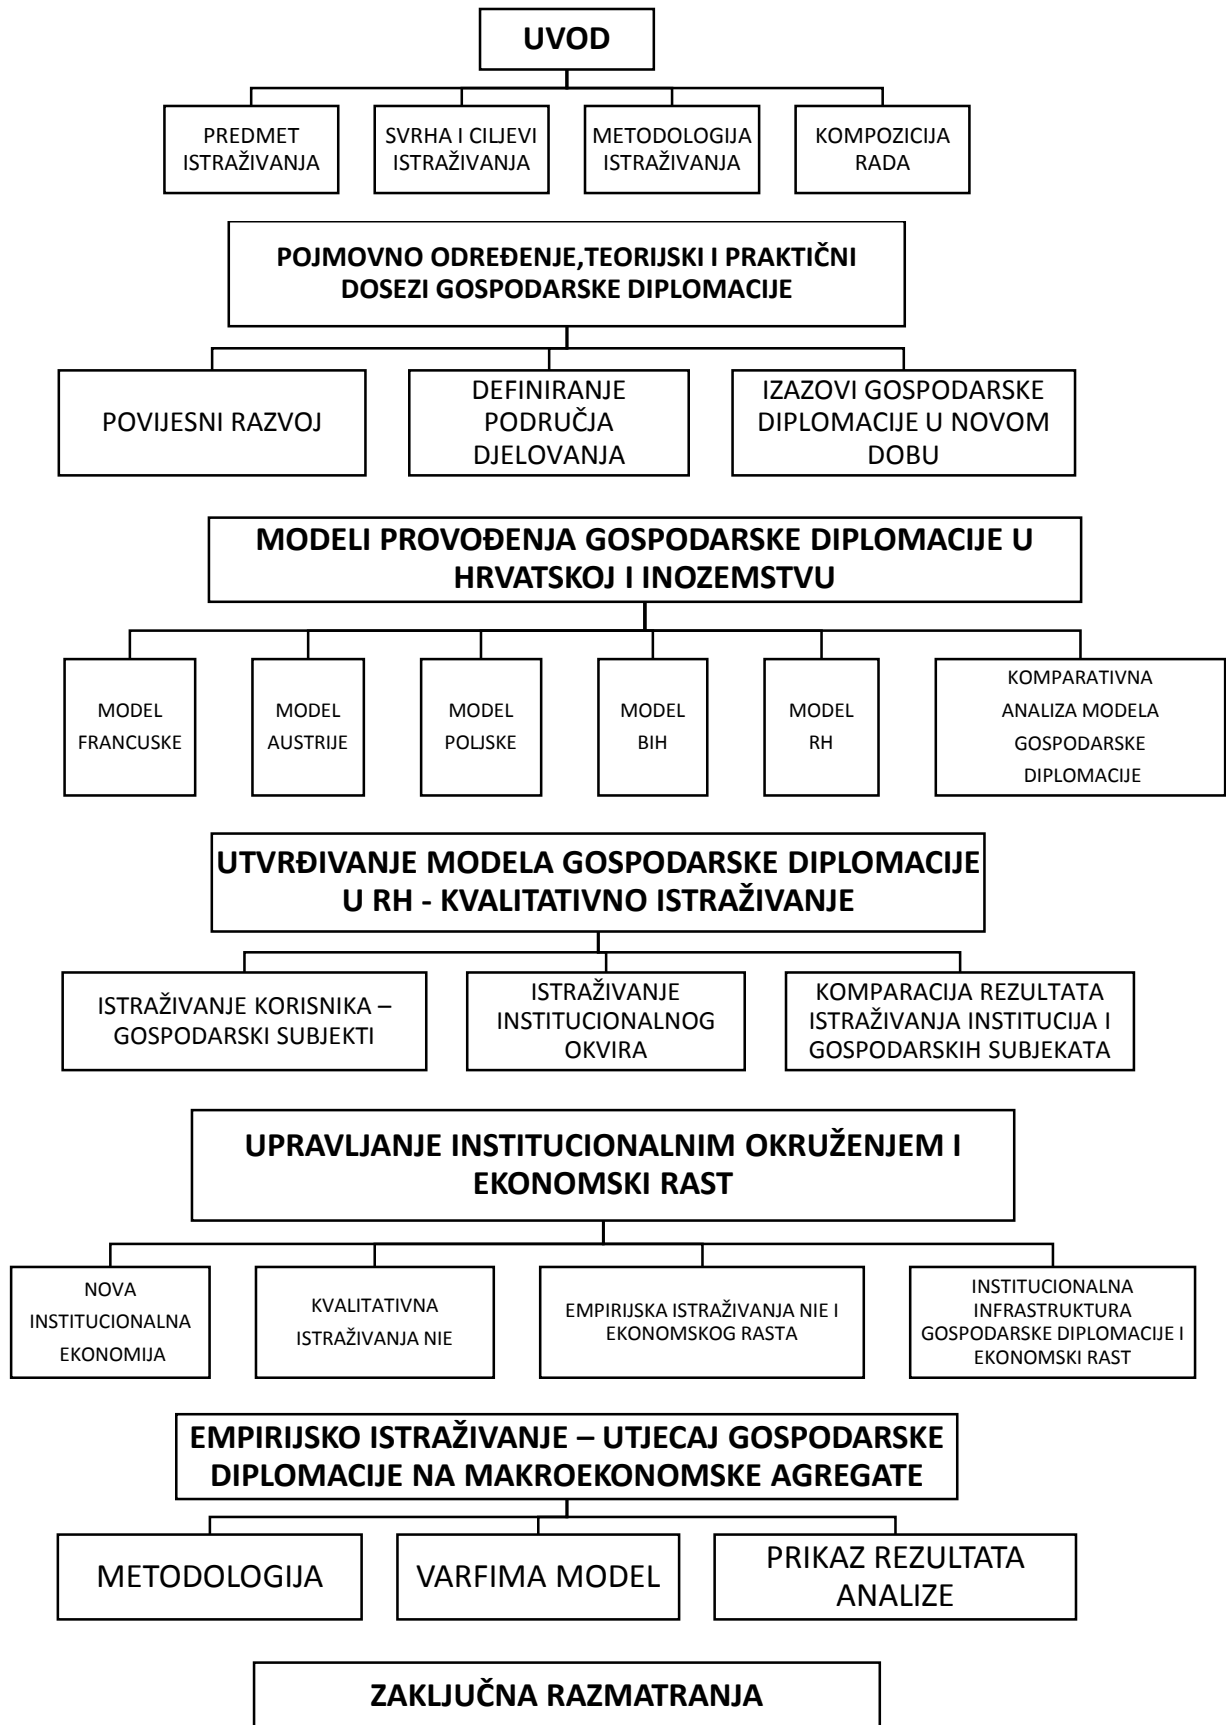 UVOD
PREDMET
ISTRAŽIVANJA
SVRHA I CILJEVI
ISTRAŽIVANJA
METODOLOGIJA
ISTRAŽIVANJA
KOMPOZICIJA
RADA
POJMOVNO ODREĐENJE,TEORIJSKI I PRAKTIČNI
DOSEZI GOSPODARSKE DIPLOMACIJE
POVIJESNI RAZVOJ
DEFINIRANJE
PODRUČJA
DJELOVANJA
IZAZOVI GOSPODARSKE
DIPLOMACIJE U NOVOM
DOBU
MODELI PROVOĐENJA GOSPODARSKE DIPLOMACIJE U
HRVATSKOJ I INOZEMSTVU
MODEL
FRANCUSKE
MODEL
AUSTRIJE
MODEL
POLJSKE
MODEL
BIH
MODEL
RH
KOMPARATIVNA
ANALIZA MODELA
GOSPODARSKE
DIPLOMACIJE
UTVRĐIVANJE MODELA GOSPODARSKE DIPLOMACIJE
U RH - KVALITATIVNO ISTRAŽIVANJE
ISTRAŽIVANJE KORISNIKA –
GOSPODARSKI SUBJEKTI
ISTRAŽIVANJE
INSTITUCIONALNOG
OKVIRA
KOMPARACIJA REZULTATA
ISTRAŽIVANJA INSTITUCIJA I
GOSPODARSKIH SUBJEKATA
UPRAVLJANJE INSTITUCIONALNIM OKRUŽENJEM I
EKONOMSKI RAST
NOVA
INSTITUCIONALNA
EKONOMIJA
KVALITATIVNA
ISTRAŽIVANJA NIE
EMPIRIJSKA ISTRAŽIVANJA NIE I
EKONOMSKOG RASTA
INSTITUCIONALNA
INFRASTRUKTURA
GOSPODARSKE DIPLOMACIJE I
EKONOMSKI RAST
EMPIRIJSKO ISTRAŽIVANJE – UTJECAJ GOSPODARSKE
DIPLOMACIJE NA MAKROEKONOMSKE AGREGATE
METODOLOGIJA
VARFIMA MODEL
PRIKAZ REZULTATA
ANALIZE
ZAKLJUČNA RAZMATRANJA